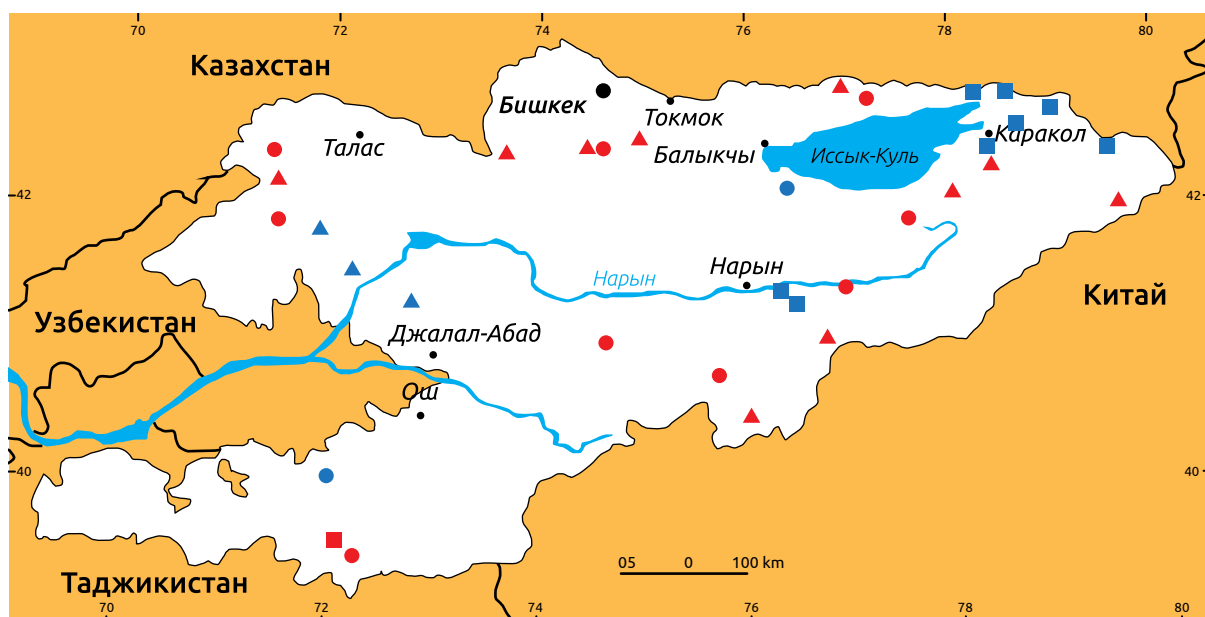 70 72 74 76 78 80
Казахстан
Бишкек
Токмок
Талас
Каракол
Балыкчы
Иссык-Куль
42 42
Нарын
Нарын
Китай
Узбекистан
Джалал-Абад
Ош
40 40
05 0 100 km
Таджикистан
70 72 74 76 78 80